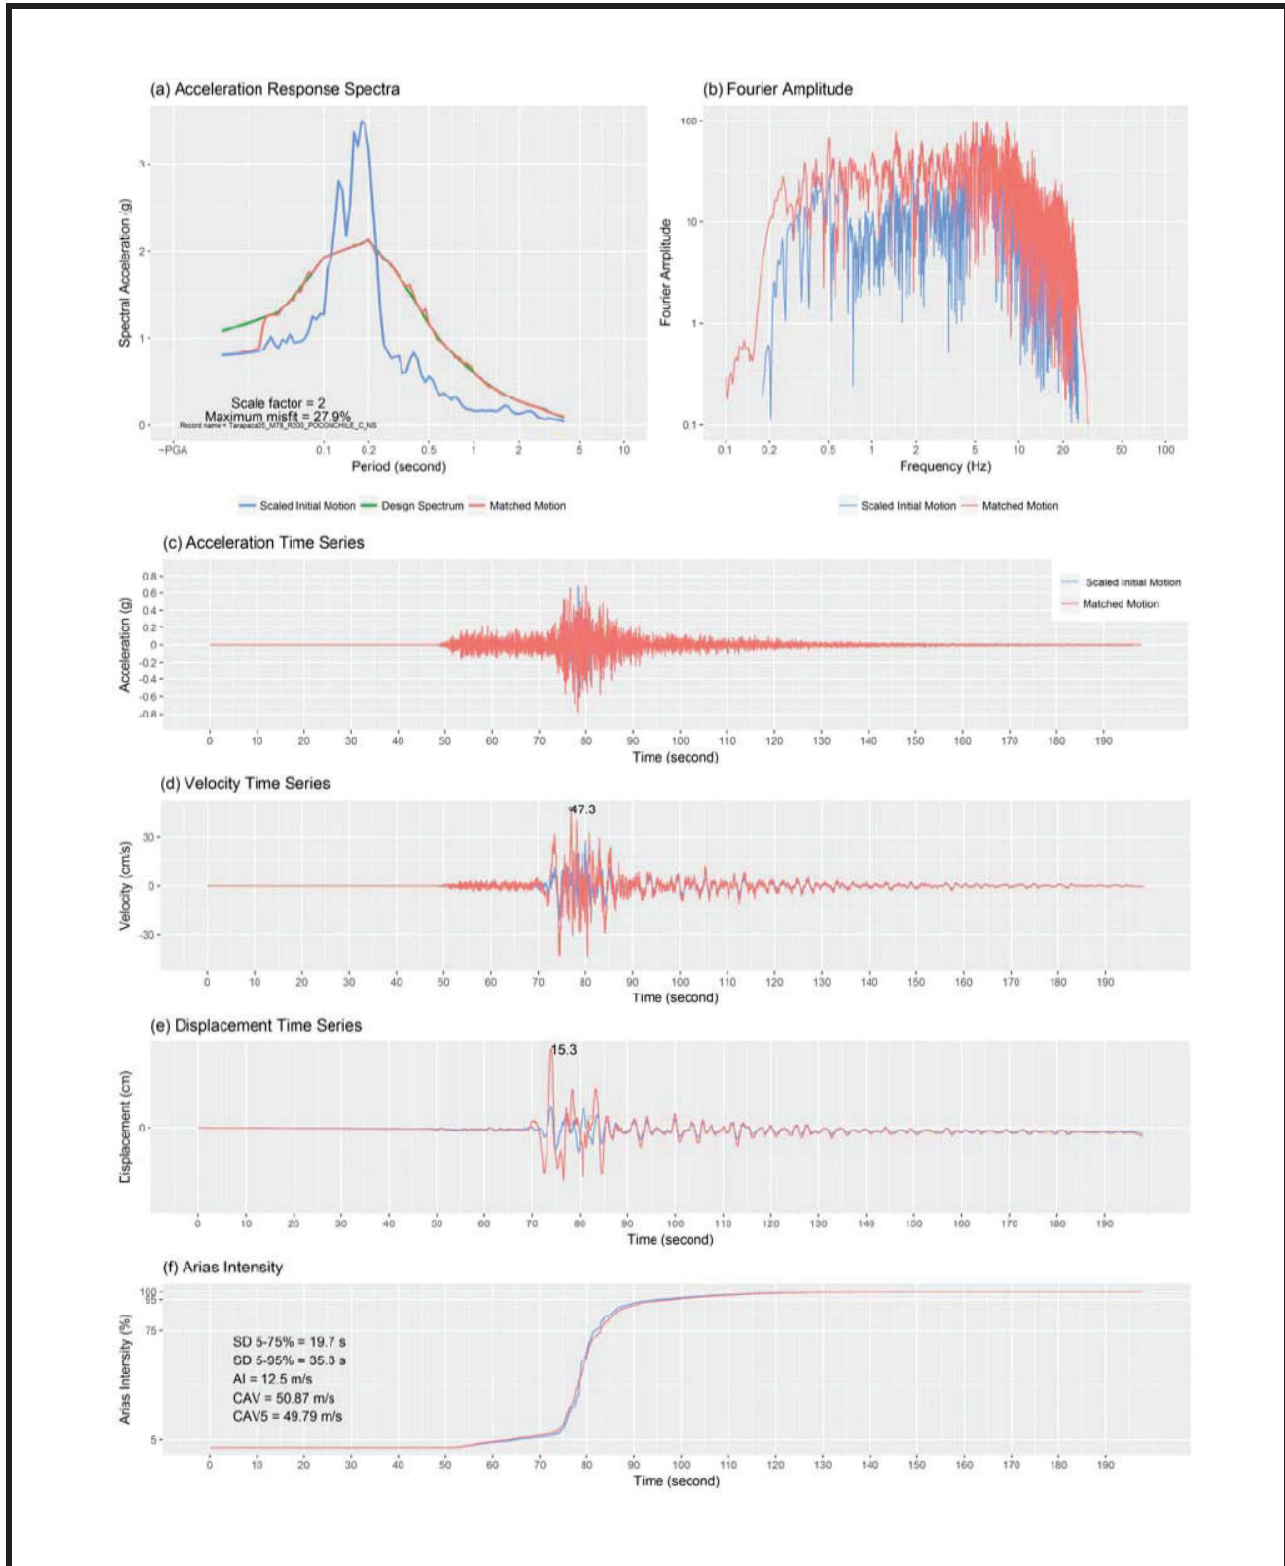 (a) Acceleration Response Spectra
Spectral Acceleration (g)
3
2
1
0
Scale factor = 2
Maximum misfit = 27.9%
~PGA 0.1 0.2 0.5 1 2 5 10
Period (second)
Scaled Initial Motion Design Spectrum Matched Motion
(b) Fourier Amplitude
Fourier Amplitude
100
10
1
0.1
0.1 0.2 0.5 1 2 5 10 20 50 100
Frequency (Hz)
Scaled Initial Motion Matched Motion
(c) Acceleration Time Series
Acceleration (g)
0.8
0.6
0.4
0.2
0
-0.2
-0.4
-0.6
-0.8
Scaled Initial Motion
Matched Motion
0 10 20 30 40 50 60 70 80 90 100 110 120 130 140 150 160 170 180 190
Time (second)
(d) Velocity Time Series
Velocity (cm/s)
30
0
-30
47.3
0 10 20 30 40 50 60 70 80 90 100 110 120 130 140 150 160 170 180 190
Time (second)
(e) Displacement Time Series
Displacement (cm)
0
15.3
0 10 20 30 40 50 60 70 80 90 100 110 120 130 140 150 160 170 180 190
Time (second)
(f) Arias Intensity
Arias Intensity (%)
100
95
75
5
SD 5-75% = 19.7 s
SD 5-95% = 35.3 s
AI = 12.5 m/s
CAV = 50.87 m/s
CAV5 = 49.79 m/s
0 10 20 30 40 50 60 70 80 90 100 110 120 130 140 150 160 170 180 190
Time (second)